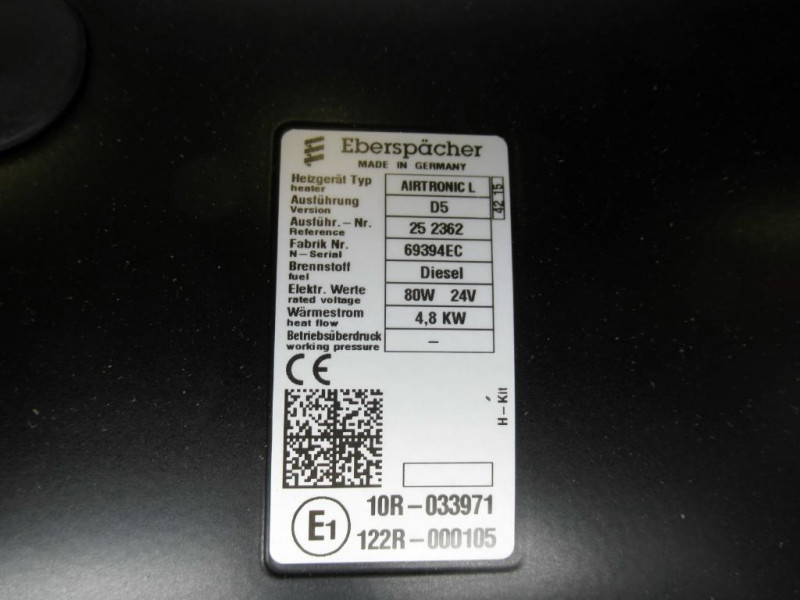 Eberspächer
MADE IN GERMANY
Heizgerät Typ AIRTRONIC L
heater
42 15
Ausführung D5
Version
Ausführ.-Nr. 25 2362
Reference
Fabrik Nr. 69394EC
N-Serial
Brennstoff Diesel
fuel
Elektr. Werte 80W 24V
rated voltage
Wärmestrom 4,8 KW
heat flow
Betriebsüberdruck –
working pressure
CE
H-Kit
E1
10R-033971
122R-000105